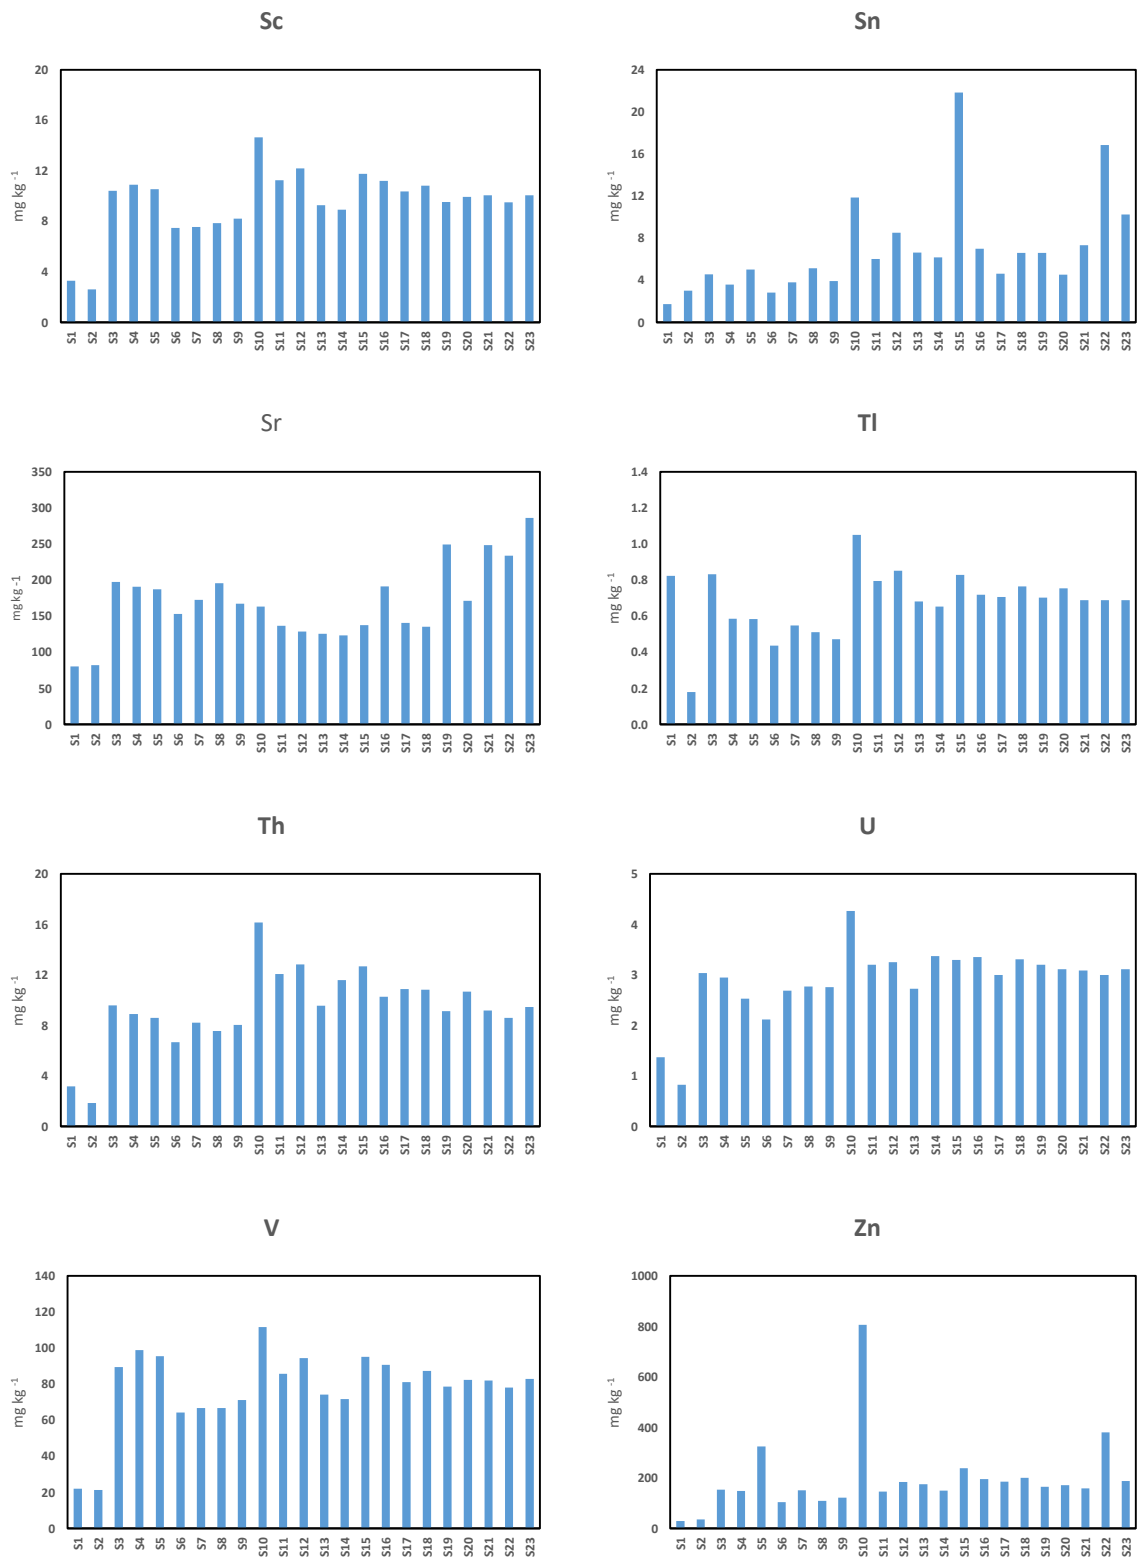 Sc
20
16
12
8
4
0
mg kg -1
S1 S2 S3 S4 S5 S6 S7 S8 S9 S10 S11 S12 S13 S14 S15 S16 S17 S18 S19 S20 S21 S22 S23
Sn
24
20
16
12
8
4
0
mg kg -1
S1 S2 S3 S4 S5 S6 S7 S8 S9 S10 S11 S12 S13 S14 S15 S16 S17 S18 S19 S20 S21 S22 S23
Sr
350
300
250
200
150
100
50
0
mg kg -1
S1 S2 S3 S4 S5 S6 S7 S8 S9 S10 S11 S12 S13 S14 S15 S16 S17 S18 S19 S20 S21 S22 S23
Tl
1.4
1.2
1.0
0.8
0.6
0.4
0.2
0.0
mg kg -1
S1 S2 S3 S4 S5 S6 S7 S8 S9 S10 S11 S12 S13 S14 S15 S16 S17 S18 S19 S20 S21 S22 S23
Th
20
16
12
8
4
0
mg kg -1
S1 S2 S3 S4 S5 S6 S7 S8 S9 S10 S11 S12 S13 S14 S15 S16 S17 S18 S19 S20 S21 S22 S23
U
5
4
3
2
1
0
mg kg -1
S1 S2 S3 S4 S5 S6 S7 S8 S9 S10 S11 S12 S13 S14 S15 S16 S17 S18 S19 S20 S21 S22 S23
V
140
120
100
80
60
40
20
0
mg kg -1
S1 S2 S3 S4 S5 S6 S7 S8 S9 S10 S11 S12 S13 S14 S15 S16 S17 S18 S19 S20 S21 S22 S23
Zn
1000
800
600
400
200
0
mg kg -1
S1 S2 S3 S4 S5 S6 S7 S8 S9 S10 S11 S12 S13 S14 S15 S16 S17 S18 S19 S20 S21 S22 S23